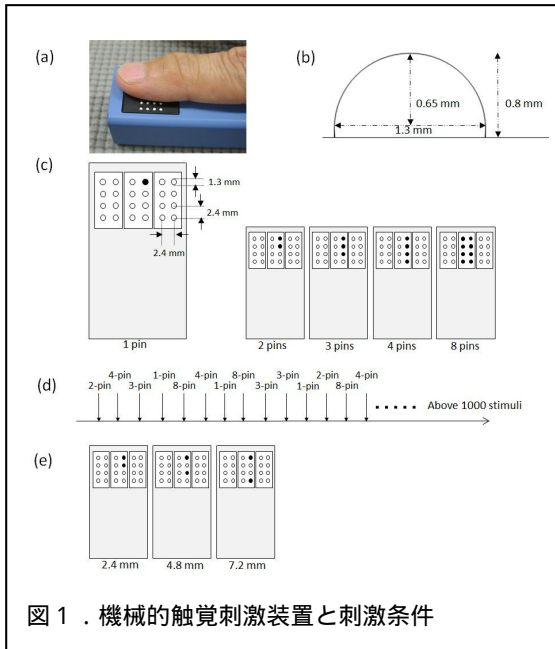 (a)
(b)
0.65 mm
0.8 mm
1.3 mm
(c)
1.3 mm
2.4 mm
2.4 mm
1 pin
2 pins
3 pins
4 pins
8 pins
(d)
4-pin 1-pin 4-pin 8-pin 3-pin 2-pin 4-pin
2-pin 3-pin 8-pin 1-pin 3-pin 1-pin 8-pin
Above 1000 stimuli
(e)
2.4 mm
4.8 mm
7.2 mm
図1．機械的触覚刺激装置と刺激条件